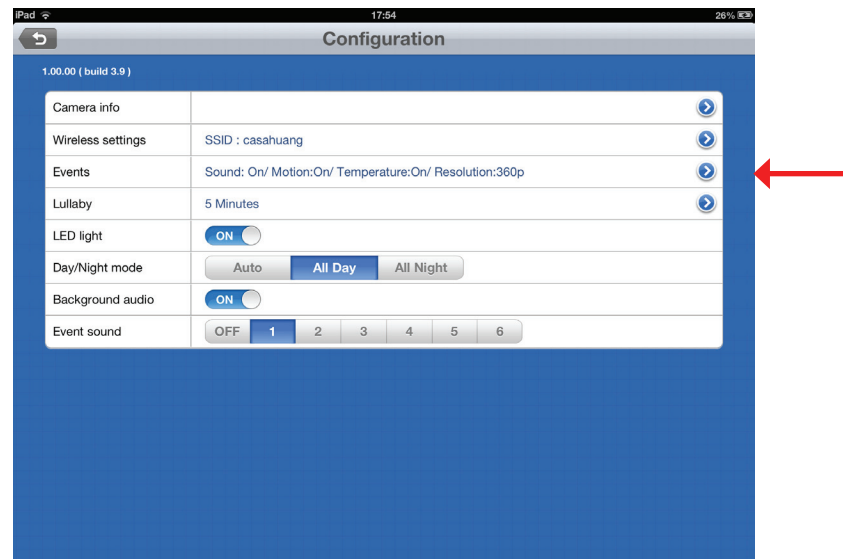 iPad 17:54 26%
Configuration
1.00.00 ( build 3.9 )
Camera info
Wireless settings SSID : casahuang
Events Sound: On/ Motion:On/ Temperature:On/ Resolution:360p
Lullaby 5 Minutes
LED light ON
Day/Night mode Auto All Day All Night
Background audio ON
Event sound OFF 1 2 3 4 5 6